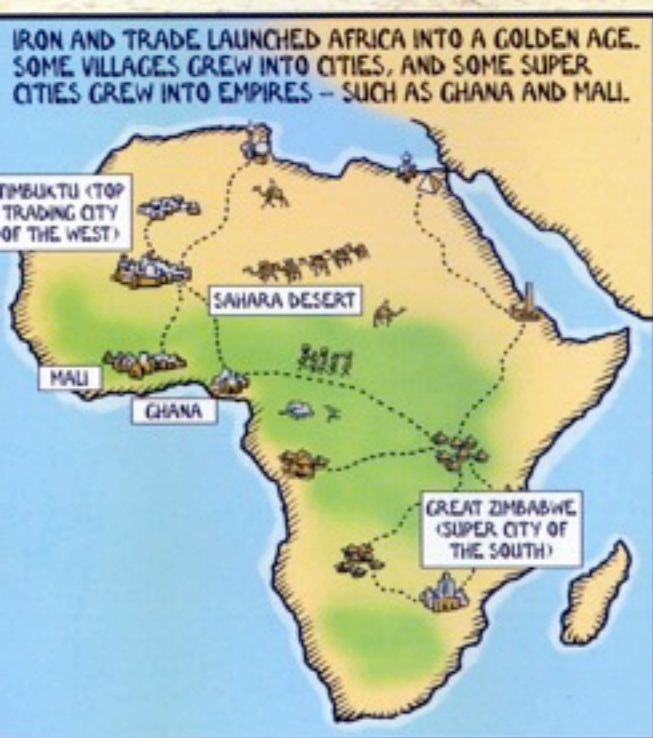 IRON AND TRADE LAUNCHED AFRICA INTO A GOLDEN AGE.
SOME VILLAGES GREW INTO CITIES, AND SOME SUPER
CITIES GREW INTO EMPIRES – SUCH AS GHANA AND MALI.
TIMBUKTU (TOP
TRADING CITY
OF THE WEST)
SAHARA DESERT
MALI
GHANA
GREAT ZIMBABWE
(SUPER CITY OF
THE SOUTH)